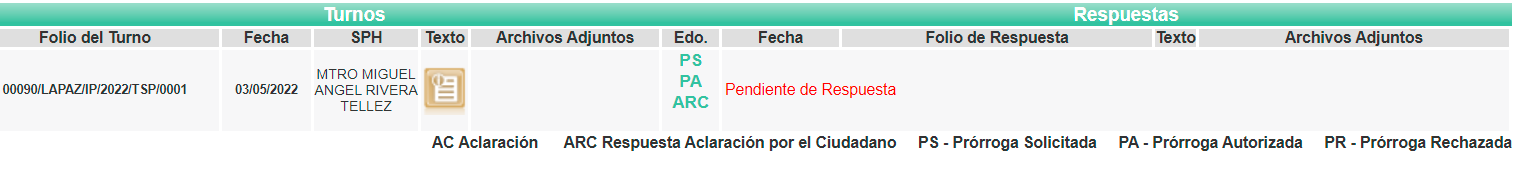 Turnos Respuestas
Folio del Turno Fecha SPH Texto Archivos Adjuntos Edo. Fecha Folio de Respuesta Texto Archivos Adjuntos
00090/LAPAZ/IP/2022/TSP/0001 03/05/2022
MTRO MIGUEL
ANGEL RIVERA
TELLEZ
PS
PA
ARC
Pendiente de Respuesta
AC Aclaración ARC Respuesta Aclaración por el Ciudadano PS - Prórroga Solicitada PA - Prórroga Autorizada PR - Prórroga Rechazada